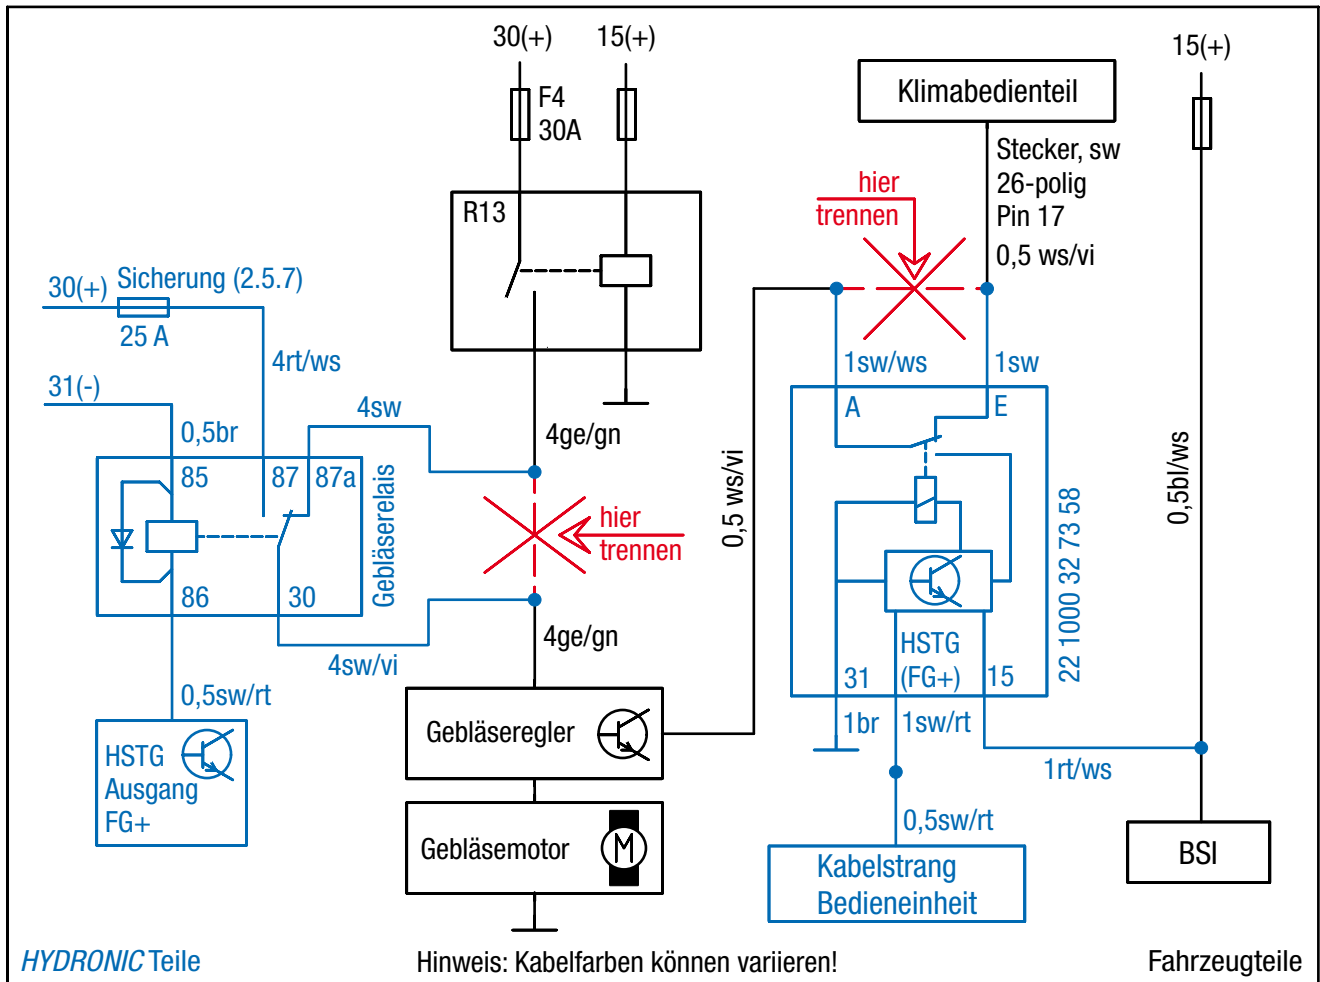 30(+)
15(+)
15(+)
F4
30A
Klimabedienteil
Stecker, sw
26-polig
Pin 17
0,5 ws/vi
hier
trennen
R13
Sicherung (2.5.7)
30(+)
25 A
4rt/ws
31(-)
0,5br
4sw
4ge/gn
85
87
87a
86
30
Gebläserelais
hier
trennen
4sw/vi
4ge/gn
0,5sw/rt
HSTG
Ausgang
FG+
Gebläseregler
Gebläsemotor
M
0,5 ws/vi
1sw/ws
1sw
A
E
HSTG
(FG+)
31
15
22 1000 32 73 58
1br
1sw/rt
1rt/ws
0,5sw/rt
Kabelstrang
Bedieneinheit
0,5bl/ws
BSI
HYDRONIC Teile
Hinweis: Kabelfarben können variieren!
Fahrzeugteile